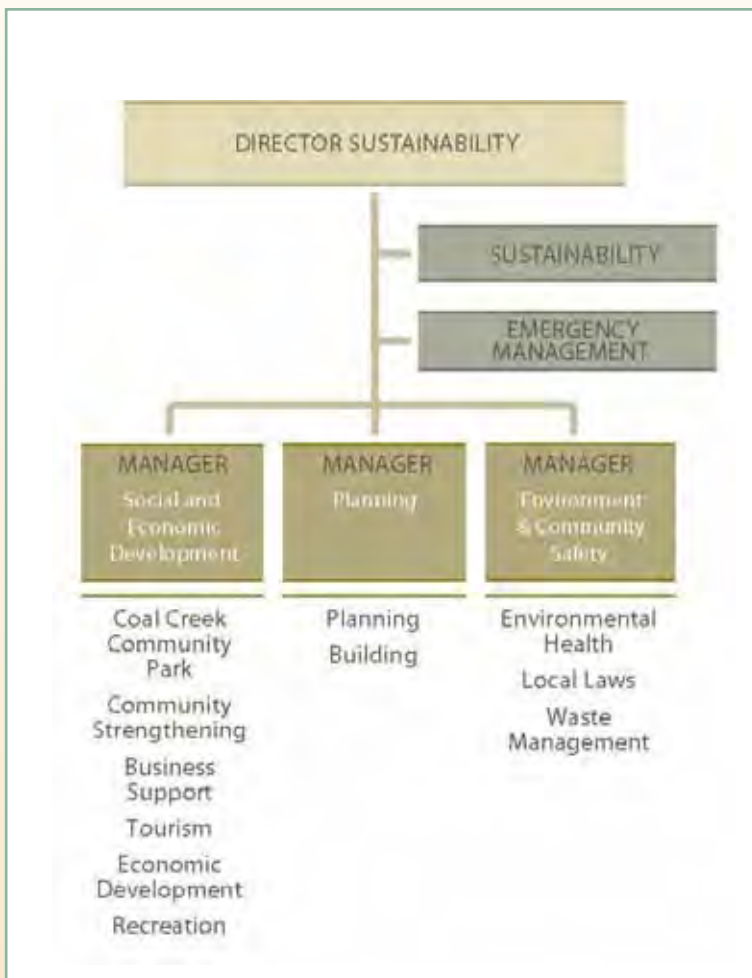 DIRECTOR SUSTAINABILITY
SUSTAINABILITY
EMERGENCY
MANAGEMENT
MANAGER
Social and
Economic
Development
Coal Creek
Community
Park
Community
Strengthening
Business
Support
Tourism
Economic
Development
Recreation
MANAGER
Planning
Planning
Building
MANAGER
Environment
& Community
Safety
Environmental
Health
Local Laws
Waste
Management